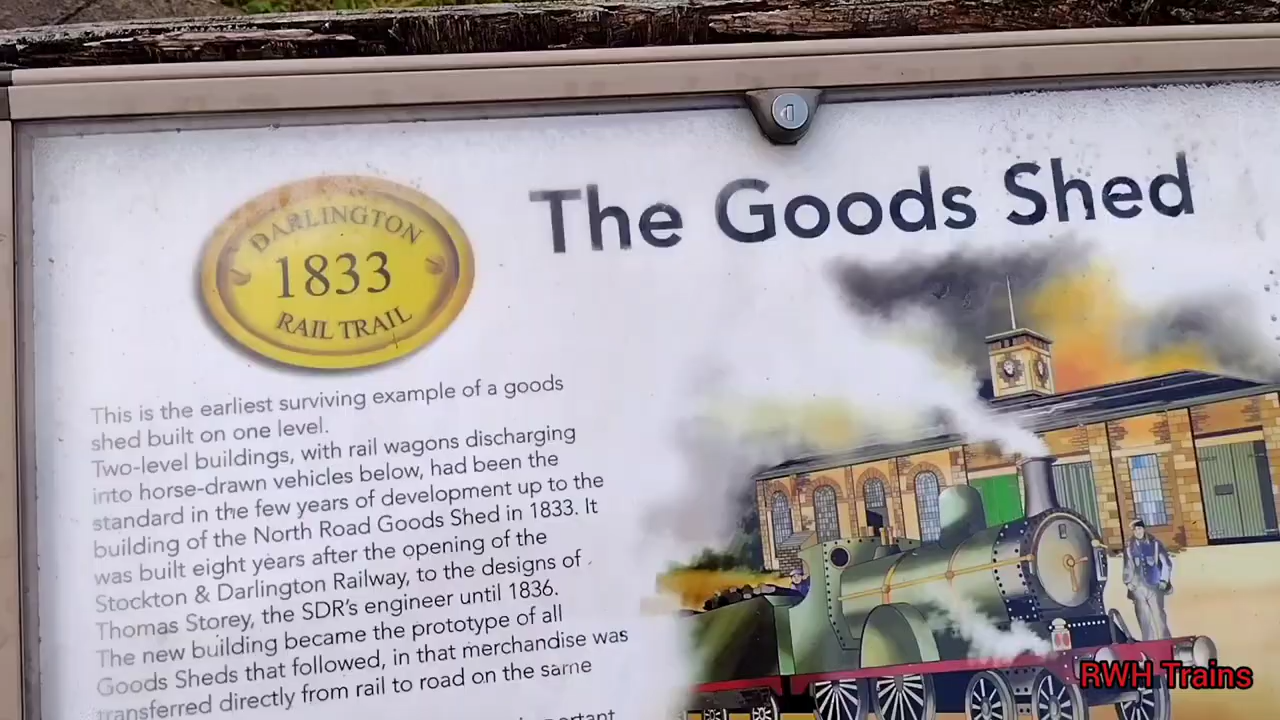 The Goods Shed
DARLINGTON
1833
RAIL TRAIL
This is the earliest surviving example of a goods
shed built on one level.
Two-level buildings, with rail wagons discharging
into horse-drawn vehicles below, had been the
standard in the few years of development up to the
building of the North Road Goods Shed in 1833. It
was built eight years after the opening of the
Stockton & Darlington Railway, to the designs of
Thomas Storey, the SDR's engineer until 1836.
The new building became the prototype of all
Goods Sheds that followed, in that merchandise was
transferred directly from rail to road on the same
RWH Trains